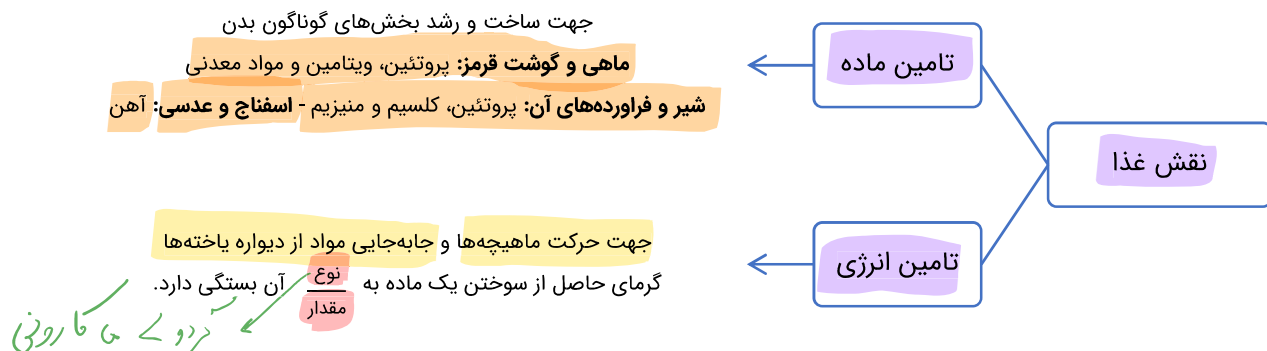 نقش غذا
تامین ماده
جهت ساخت و رشد بخش‌های گوناگون بدن
ماهی و گوشت قرمز: پروتئین، ویتامین و مواد معدنی
شیر و فراورده‌های آن: پروتئین، کلسیم و منیزیم - اسفناج و عدسی: آهن
تامین انرژی
جهت حرکت ماهیچه‌ها و جابه‌جایی مواد از دیواره یاخته‌ها
گرمای حاصل از سوختن یک ماده به نوع مقدار آن بستگی دارد.
گردو > ماکارونی